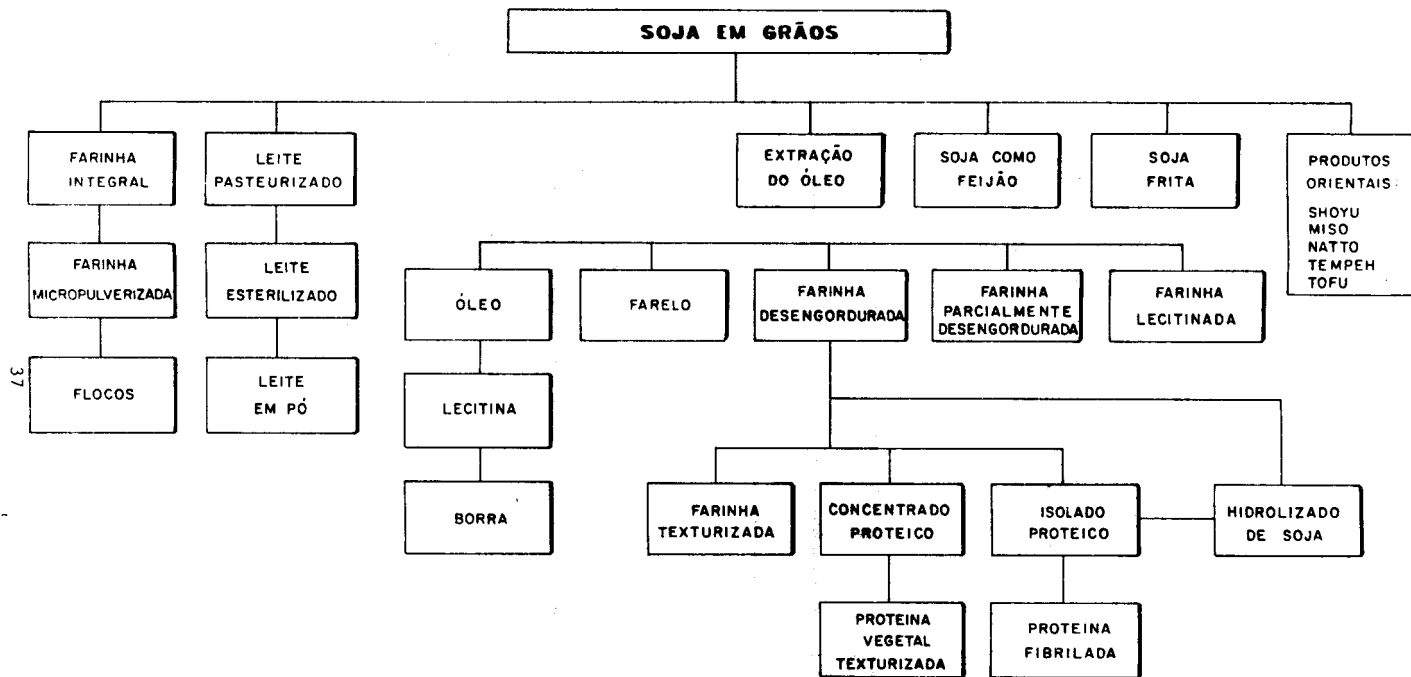 SOJA EM GRÃOS
FARINHA
INTEGRAL
LEITE
PASTEURIZADO
EXTRAÇÃO
DO ÓLEO
SOJA COMO
FEIJÃO
SOJA
FRITA
PRODUTOS
ORIENTAIS:
SHOYU
MISO
NATTO
TEMPEH
TOFU
FARINHA
MICROPULVERIZADA
LEITE
ESTERILIZADO
ÓLEO
FARELO
FARINHA
DESENGORDURADA
FARINHA
PARCIALMENTE
DESENGORDURADA
FARINHA
LECITINADA
FLOCOS
LEITE
EM PÓ
LECITINA
BORRA
FARINHA
TEXTURIZADA
CONCENTRADO
PROTEICO
ISOLADO
PROTEICO
HIDROLIZADO
DE SOJA
PROTEINA
VEGETAL
TEXTURIZADA
PROTEINA
FIBRILADA
37